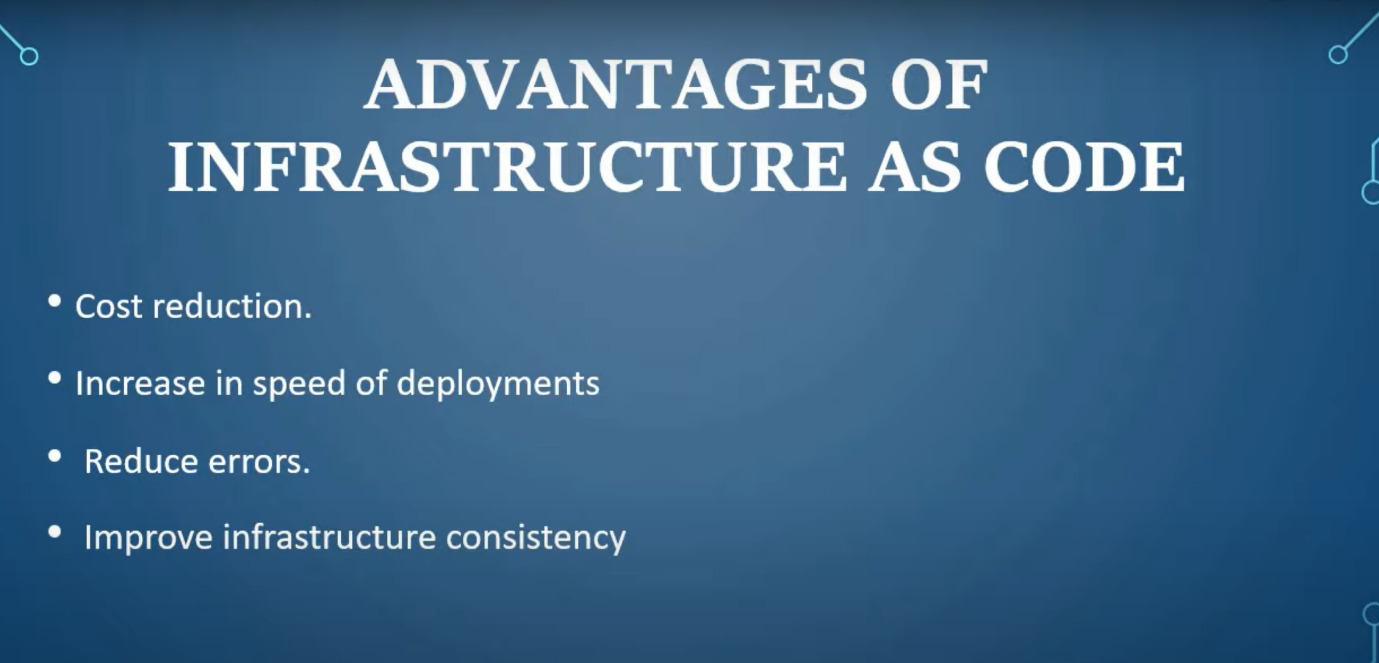 ADVANTAGES OF
INFRASTRUCTURE AS CODE
• Cost reduction.
• Increase in speed of deployments
• Reduce errors.
• Improve infrastructure consistency